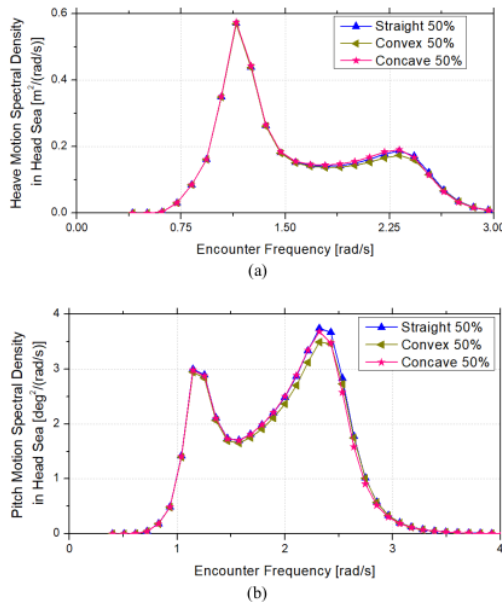 Heave Motion Spectral Density
in Head Sea [m²/(rad/s)]
0.6
0.4
0.2
0.0
Straight 50%
Convex 50%
Concave 50%
0.00 0.75 1.50 2.25 3.00
Encounter Frequency [rad/s]
(a)
Pitch Motion Spectral Density
in Head Sea [deg²/(rad/s)]
4
3
2
1
0
Straight 50%
Convex 50%
Concave 50%
0 1 2 3 4
Encounter Frequency [rad/s]
(b)